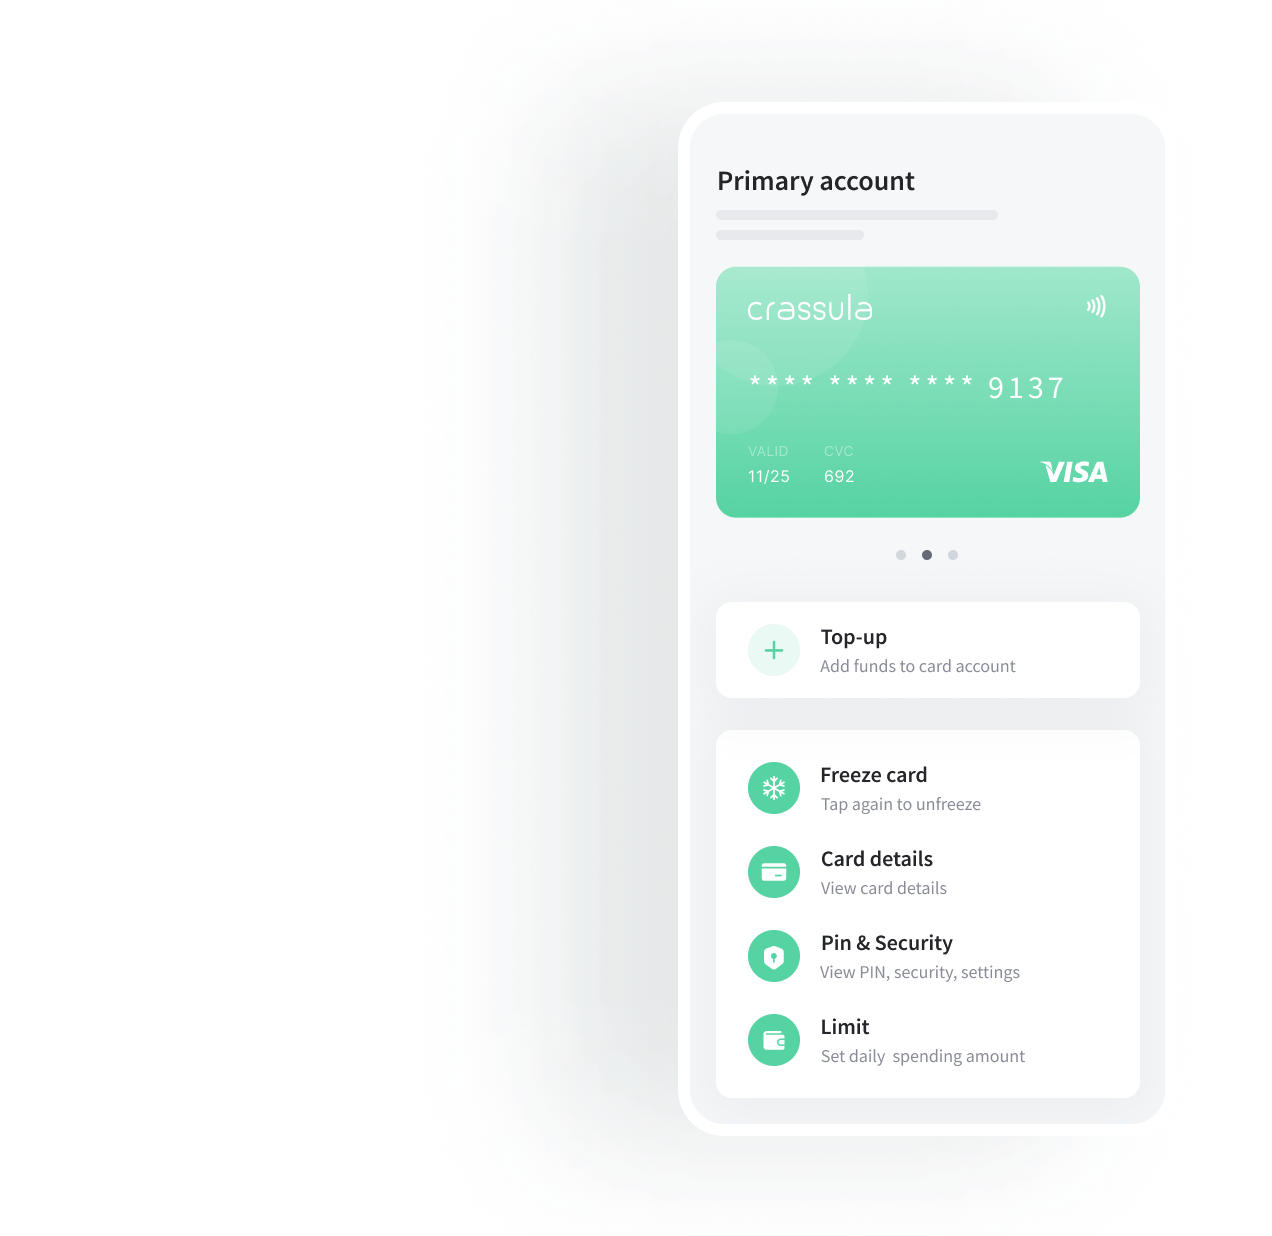 Primary account
crassula
**** **** **** 9137
VALID CVC
11/25 692
VISA
Top-up
Add funds to card account
Freeze card
Tap again to unfreeze
Card details
View card details
Pin & Security
View PIN, security, settings
Limit
Set daily  spending amount